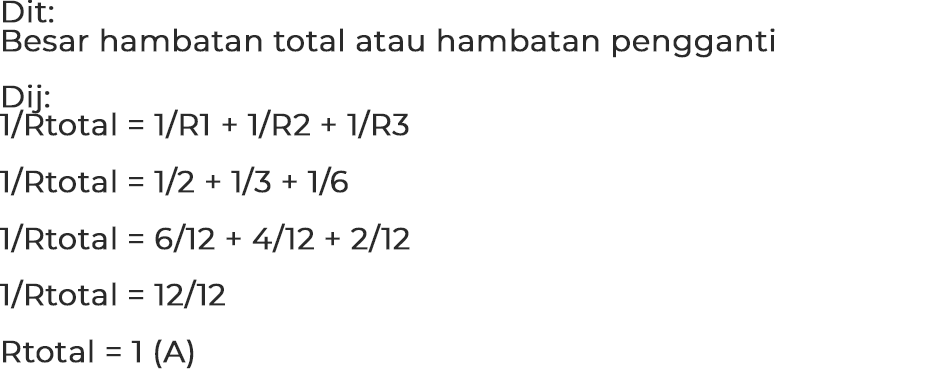 Dit:
Besar hambatan total atau hambatan pengganti
Dij:
1/Rtotal = 1/R1 + 1/R2 + 1/R3
1/Rtotal = 1/2 + 1/3 + 1/6
1/Rtotal = 6/12 + 4/12 + 2/12
1/Rtotal = 12/12
Rtotal = 1 (A)